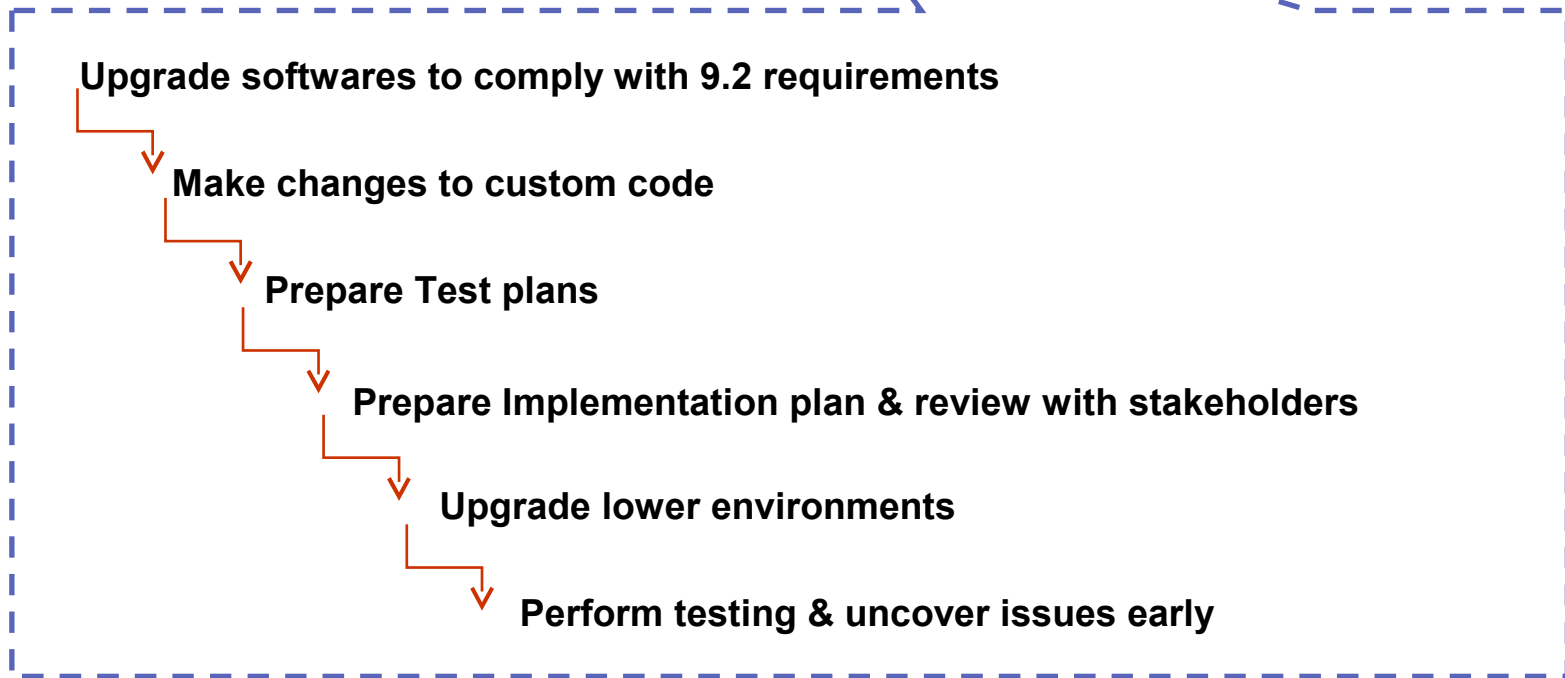 Upgrade softwares to comply with 9.2 requirements
Make changes to custom code
Prepare Test plans
Prepare Implementation plan & review with stakeholders
Upgrade lower environments
Perform testing & uncover issues early